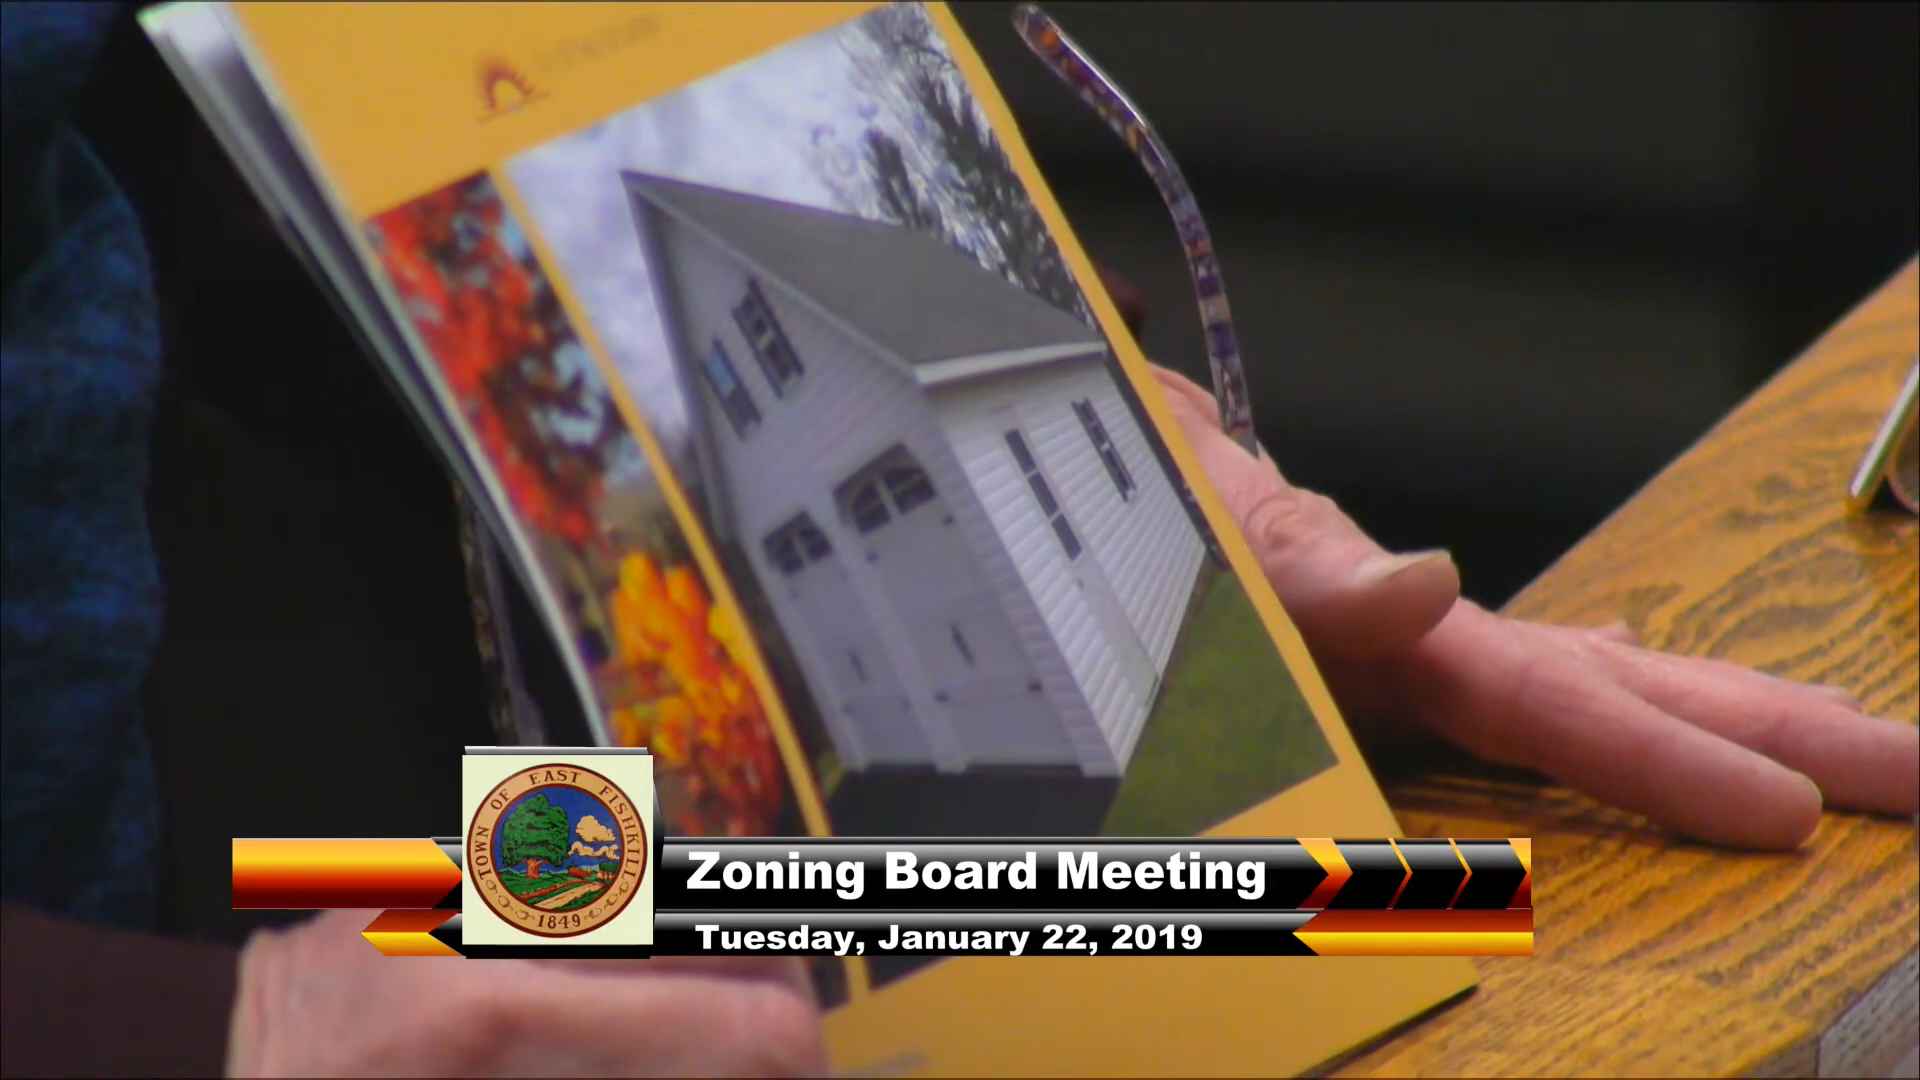 TOWN OF EAST FISHKILL
1849
Zoning Board Meeting
Tuesday, January 22, 2019